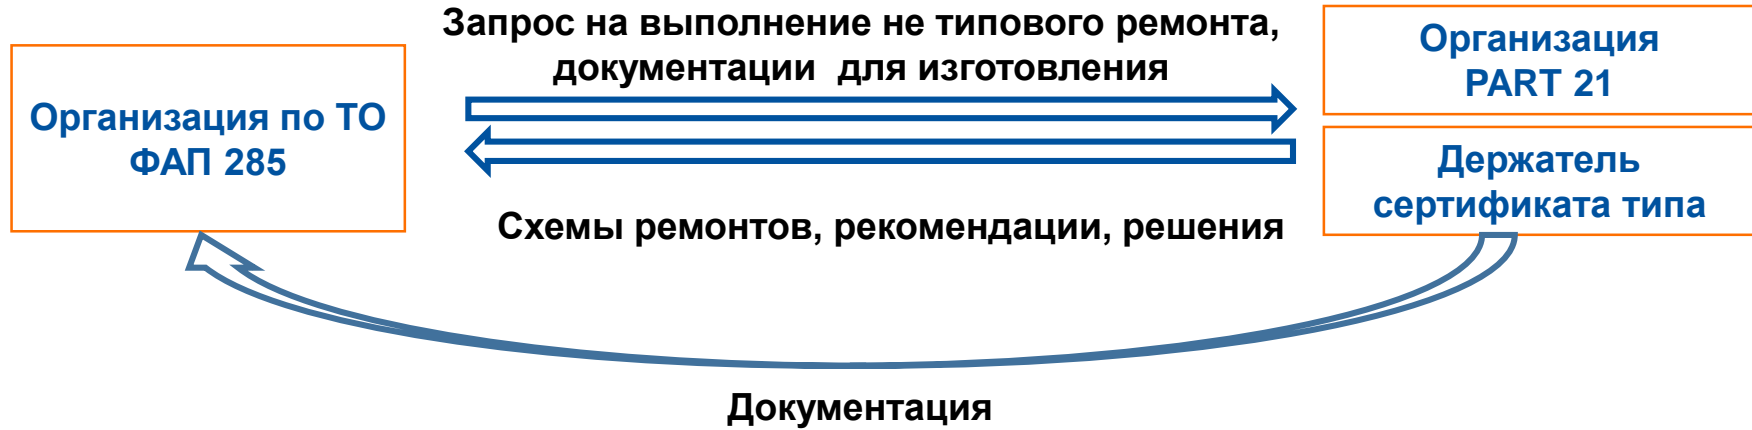 Запрос на выполнение не типового ремонта,
документации для изготовления
Организация
PART 21
Организация по ТО
ФАП 285
Держатель
сертификата типа
Схемы ремонтов, рекомендации, решения
Документация